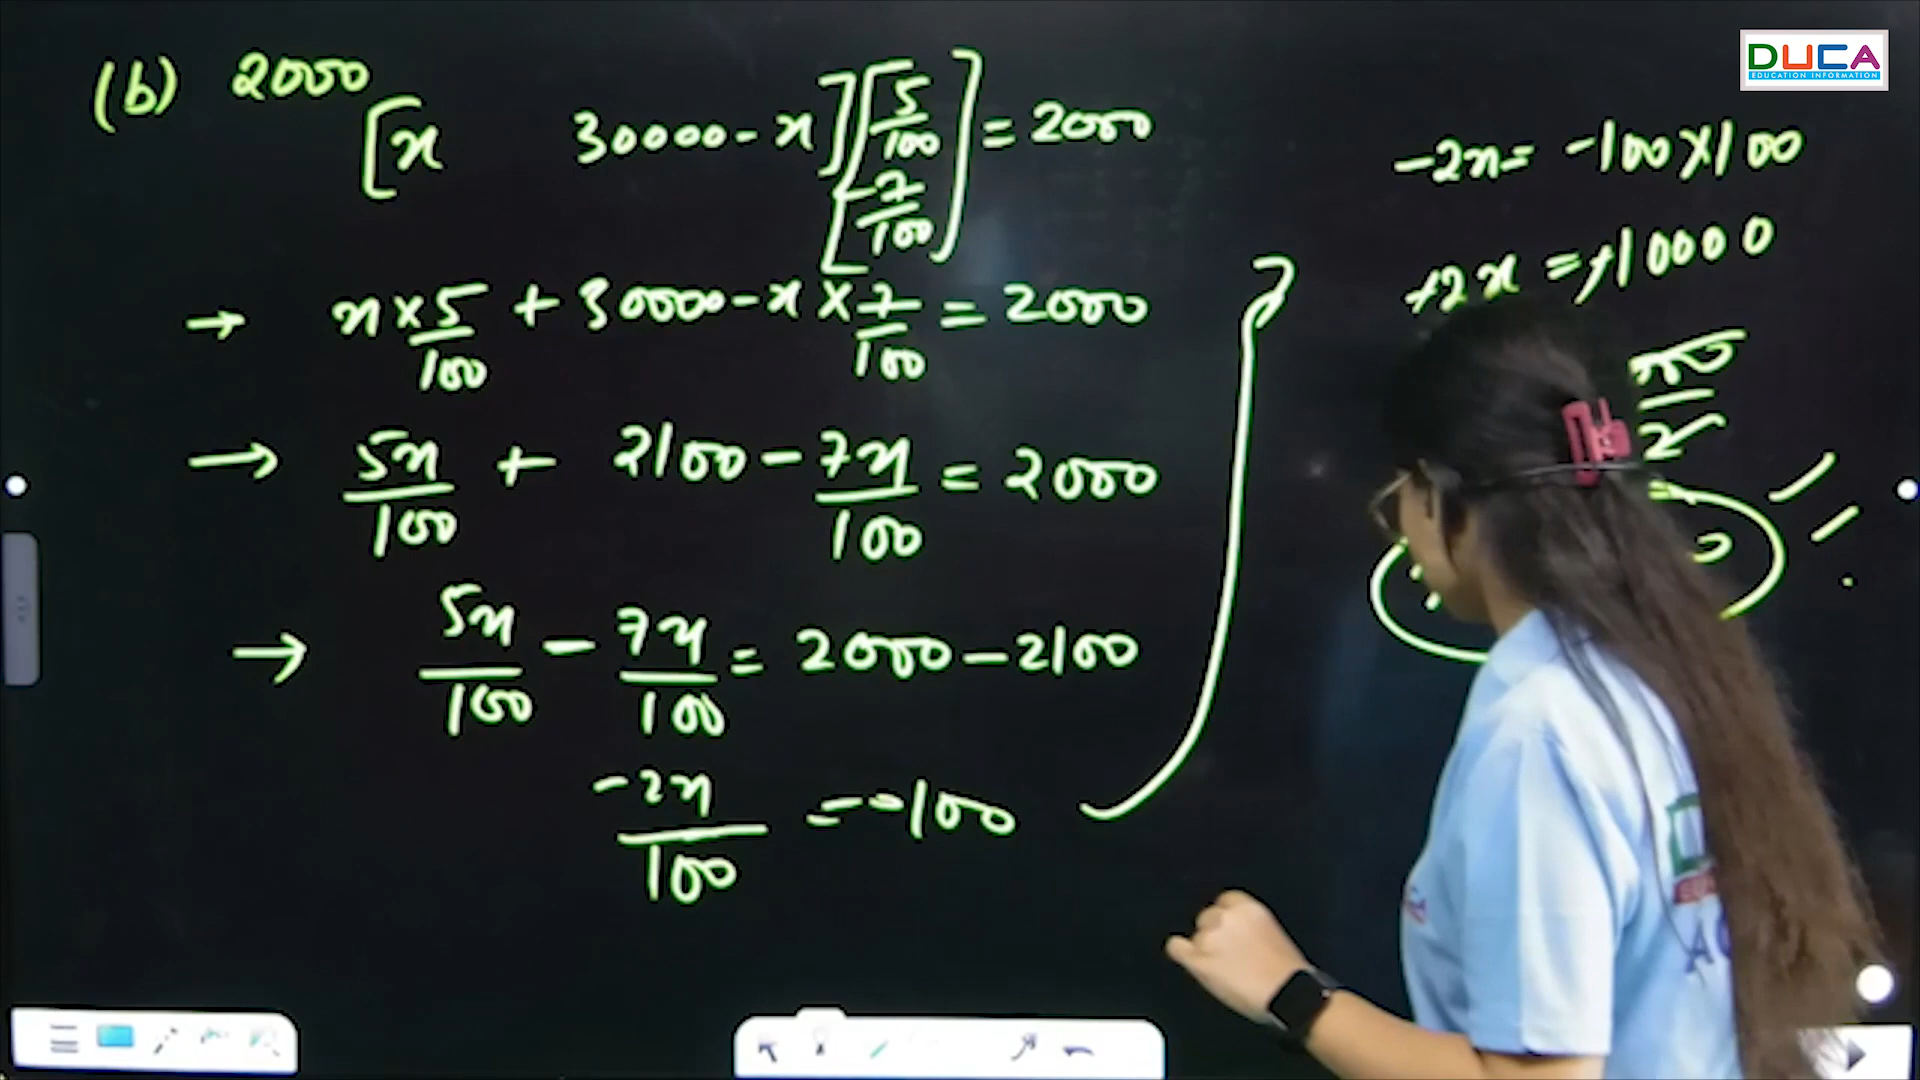 DUCA
EDUCATION INFORMATION
(b) 2000
[x 30000-x] [5/100 7/100] = 2000
→ x × 5/100 + 30000-x × 7/100 = 2000
→ 5x/100 + 2100 - 7x/100 = 2000
→ 5x/100 - 7x/100 = 2000-2100
-2x/100 = -100
-2x = -100×100
+2x = +10000